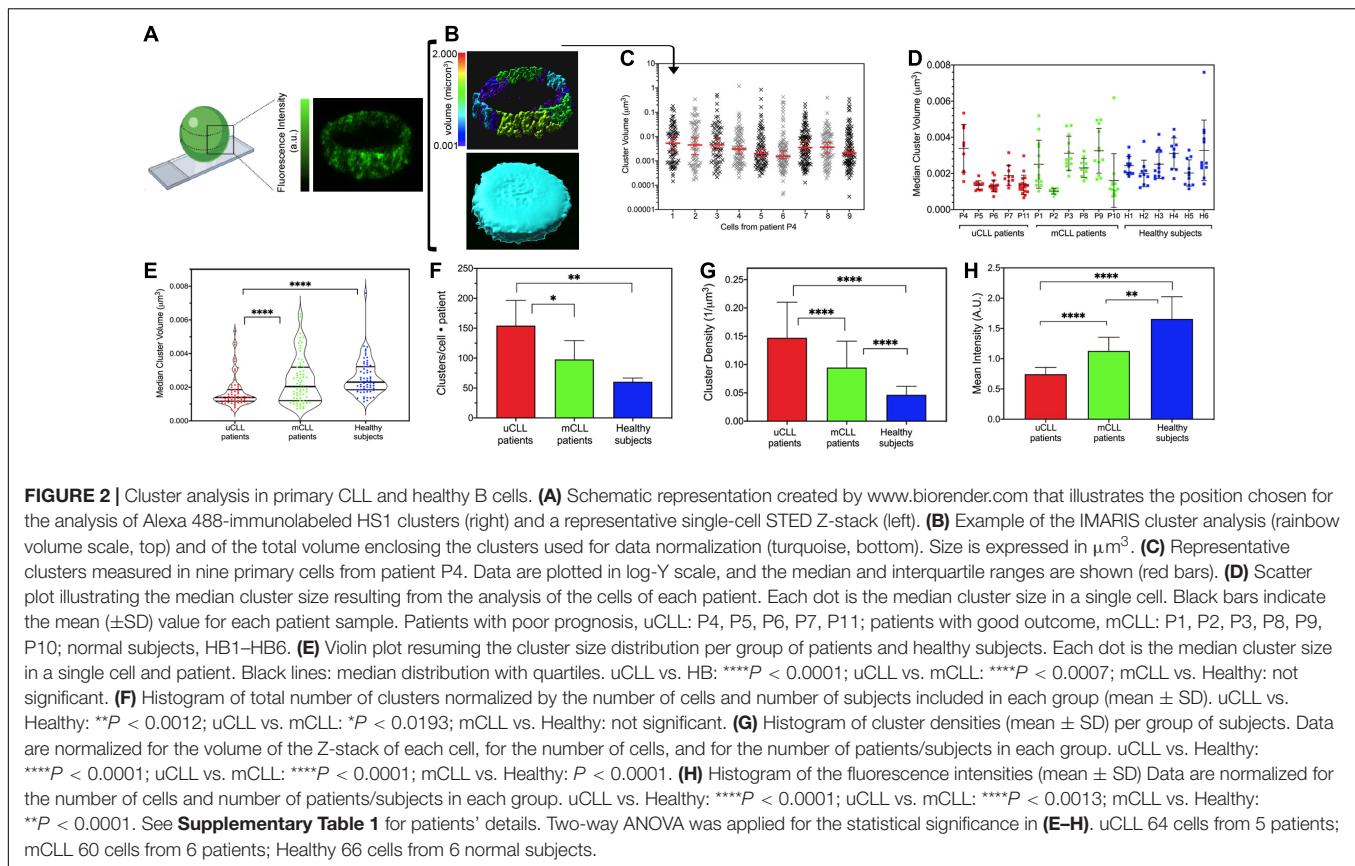 A
B
C
D
Fluorescence Intensity
(a.u.)
2.000
volume (micron³)
0.001
Cluster Volume (μm³)
10
1
0.1
0.01
0.001
0.0001
0.00001
1 2 3 4 5 6 7 8 9
Cells from patient P4
Median Cluster Volume (μm³)
0.008
0.006
0.004
0.002
0.000
P4 P5 P6 P7 P11 P1 P2 P3 P8 P9 P10 H1 H2 H3 H4 H5 H6
uCLL patients mCLL patients Healthy subjects
E
Median Cluster Volume (μm³)
0.008
0.006
0.004
0.002
0.000
****
****
uCLL patients
mCLL patients
Healthy subjects
F
Clusters/cell • patient
250
200
150
100
75
50
25
0
**
*
uCLL patients
mCLL patients
Healthy subjects
G
Cluster Density (1/μm³)
0.25
0.20
0.15
0.10
0.05
0.00
****
****
****
uCLL patients
mCLL patients
Healthy subjects
H
Mean Intensity (A.U.)
2.5
2.0
1.5
1.0
0.5
0.0
****
****
**
uCLL patients
mCLL patients
Healthy subjects
FIGURE 2 | Cluster analysis in primary CLL and healthy B cells. (A) Schematic representation created by www.biorender.com that illustrates the position chosen for
the analysis of Alexa 488-immunolabeled HS1 clusters (right) and a representative single-cell STED Z-stack (left). (B) Example of the IMARIS cluster analysis (rainbow
volume scale, top) and of the total volume enclosing the clusters used for data normalization (turquoise, bottom). Size is expressed in μm³. (C) Representative
clusters measured in nine primary cells from patient P4. Data are plotted in log-Y scale, and the median and interquartile ranges are shown (red bars). (D) Scatter
plot illustrating the median cluster size resulting from the analysis of the cells of each patient. Each dot is the median cluster size in a single cell. Black bars indicate
the mean (±SD) value for each patient sample. Patients with poor prognosis, uCLL: P4, P5, P6, P7, P11; patients with good outcome, mCLL: P1, P2, P3, P8, P9,
P10; normal subjects, HB1–HB6. (E) Violin plot resuming the cluster size distribution per group of patients and healthy subjects. Each dot is the median cluster size
in a single cell and patient. Black lines: median distribution with quartiles. uCLL vs. HB: ****P < 0.0001; uCLL vs. mCLL: ****P < 0.0007; mCLL vs. Healthy: not
significant. (F) Histogram of total number of clusters normalized by the number of cells and number of subjects included in each group (mean ± SD). uCLL vs.
Healthy: **P < 0.0012; uCLL vs. mCLL: *P < 0.0193; mCLL vs. Healthy: not significant. (G) Histogram of cluster densities (mean ± SD) per group of subjects. Data
are normalized for the volume of the Z-stack of each cell, for the number of cells, and for the number of patients/subjects in each group. uCLL vs. Healthy:
****P < 0.0001; uCLL vs. mCLL: ****P < 0.0001; mCLL vs. Healthy: P < 0.0001. (H) Histogram of the fluorescence intensities (mean ± SD) Data are normalized for
the number of cells and number of patients/subjects in each group. uCLL vs. Healthy: ****P < 0.0001; uCLL vs. mCLL: ****P < 0.0013; mCLL vs. Healthy:
**P < 0.0001. See Supplementary Table 1 for patients' details. Two-way ANOVA was applied for the statistical significance in (E–H). uCLL 64 cells from 5 patients;
mCLL 60 cells from 6 patients; Healthy 66 cells from 6 normal subjects.